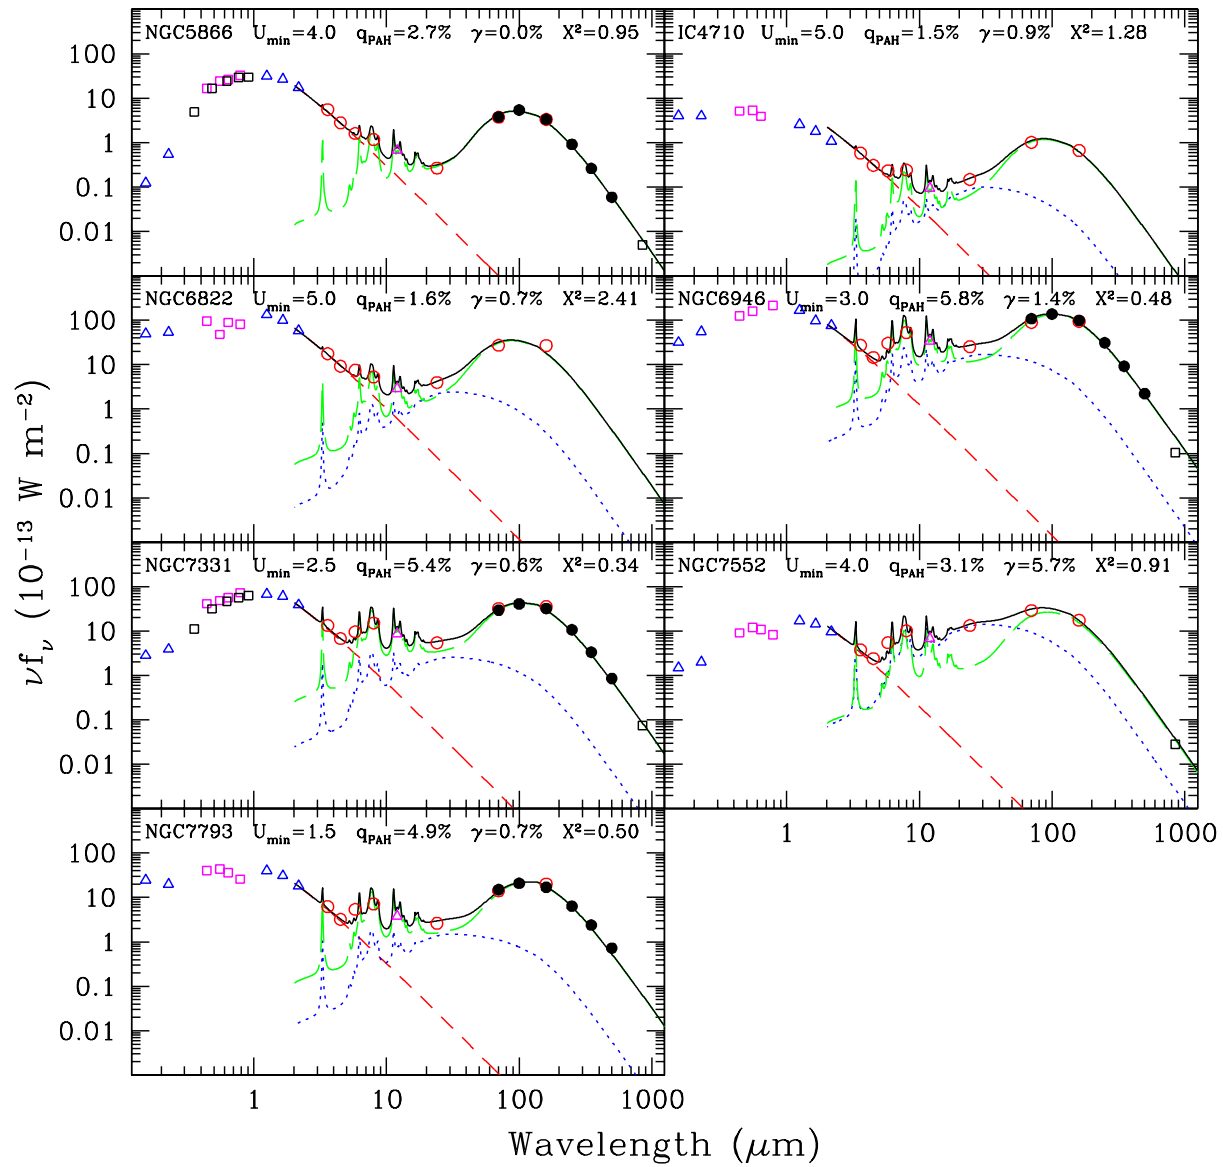 NGC5866 U_min=4.0 q_PAH=2.7% γ=0.0% X²=0.95
IC4710 U_min=5.0 q_PAH=1.5% γ=0.9% X²=1.28
100
10
1
0.1
0.01
NGC6822 U_min=5.0 q_PAH=1.6% γ=0.7% X²=2.41
NGC6946 U_min=3.0 q_PAH=5.8% γ=1.4% X²=0.48
100
10
1
0.1
0.01
νf_ν (10⁻¹³ W m⁻²)
NGC7331 U_min=2.5 q_PAH=5.4% γ=0.6% X²=0.34
NGC7552 U_min=4.0 q_PAH=3.1% γ=5.7% X²=0.91
100
10
1
0.1
0.01
1 10 100 1000
NGC7793 U_min=1.5 q_PAH=4.9% γ=0.7% X²=0.50
100
10
1
0.1
0.01
1 10 100 1000
Wavelength (μm)